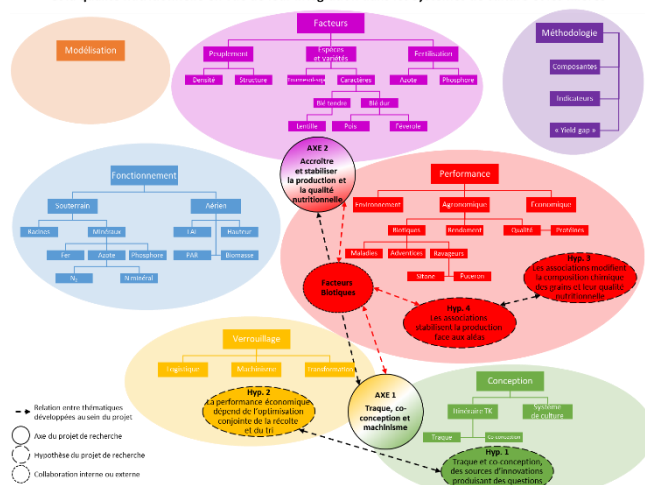 Facteurs
Peuplement
Espèces
et variétés
Fertilisation
Densité
Structure
Caractères
Azote
Phosphore
Blé tendre
Blé dur
Lentille
Pois
Féverole
Modélisation
Méthodologie
Composantes
Indicateurs
« Yield gap »
AXE 2
Accroître
et stabiliser
la production et
la qualité
nutritionnelle
Fonctionnement
Souterrain
Aérien
Racines
Minéraux
LAI
Hauteur
Fer
Azote
Phosphore
PAR
Biomasse
N₂
N minéral
Performance
Environnement
Agronomique
Économique
Biotiques
Rendement
Qualité
Protéines
Maladies
Adventices
Ravageurs
Sitone
Puceron
Facteurs
Biotiques
Hyp. 3
Les associations modifient
la composition chimique
des grains et leur qualité
nutritionnelle
Hyp. 4
Les associations
stabilisent la production
face aux aléas
Verrouillage
Logistique
Machinisme
Transformation
Hyp. 2
La performance économique
dépend de l'optimisation
conjointe de la récolte
et du tri
AXE 1
Traque, co-
conception et
machinisme
Conception
Itinéraire TK
Système
de culture
Traque
Co-conception
Hyp. 1
Traque et co-conception,
des sources d'innovations
produisant des questions
Relation entre thématiques
développées au sein du projet
Axe du projet de recherche
Hypothèse du projet de recherche
Collaboration interne ou externe